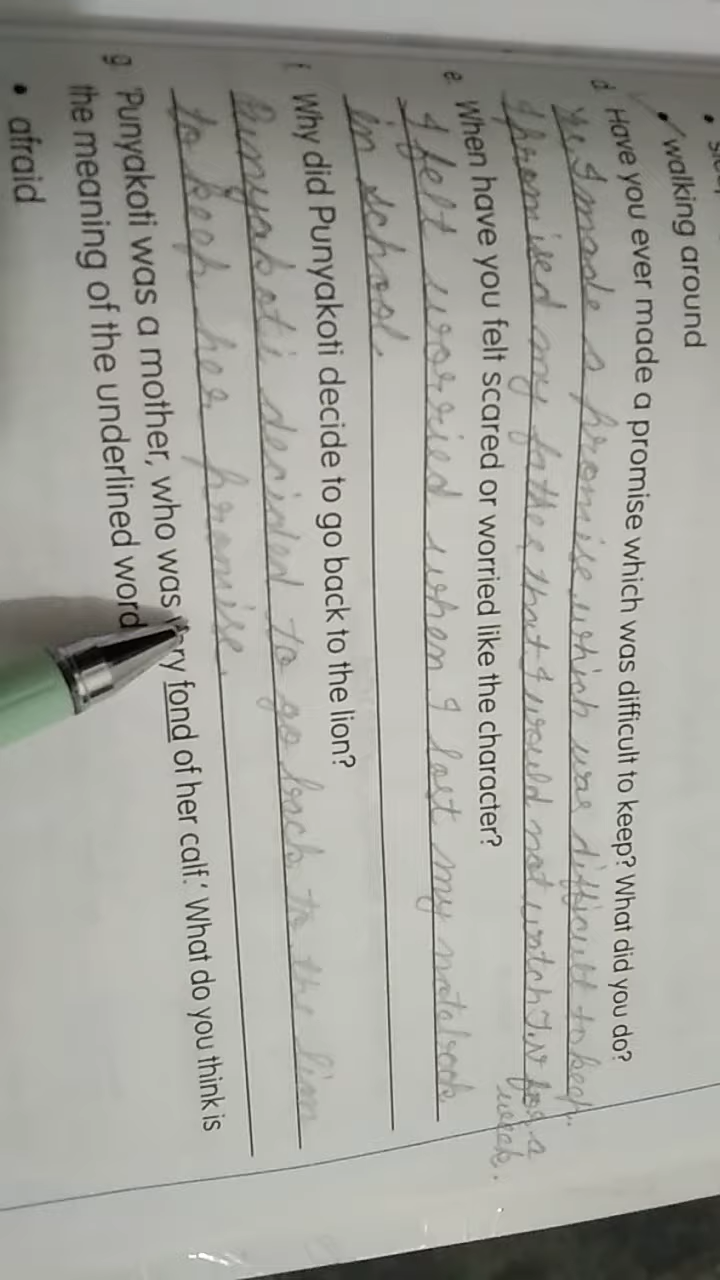 • walking around
d Have you ever made a promise which was difficult to keep? What did you do?
Yes, I made a promise which was difficult to keep.
I promised my father that I would not watch T.V for a
week.
e. When have you felt scared or worried like the character?
I felt worried when I lost my notebook
in school.
f. Why did Punyakoti decide to go back to the lion?
Punyakoti decided to go back to the lion
to keep her promise.
g. 'Punyakoti was a mother, who was very fond of her calf.' What do you think is
the meaning of the underlined word
• afraid